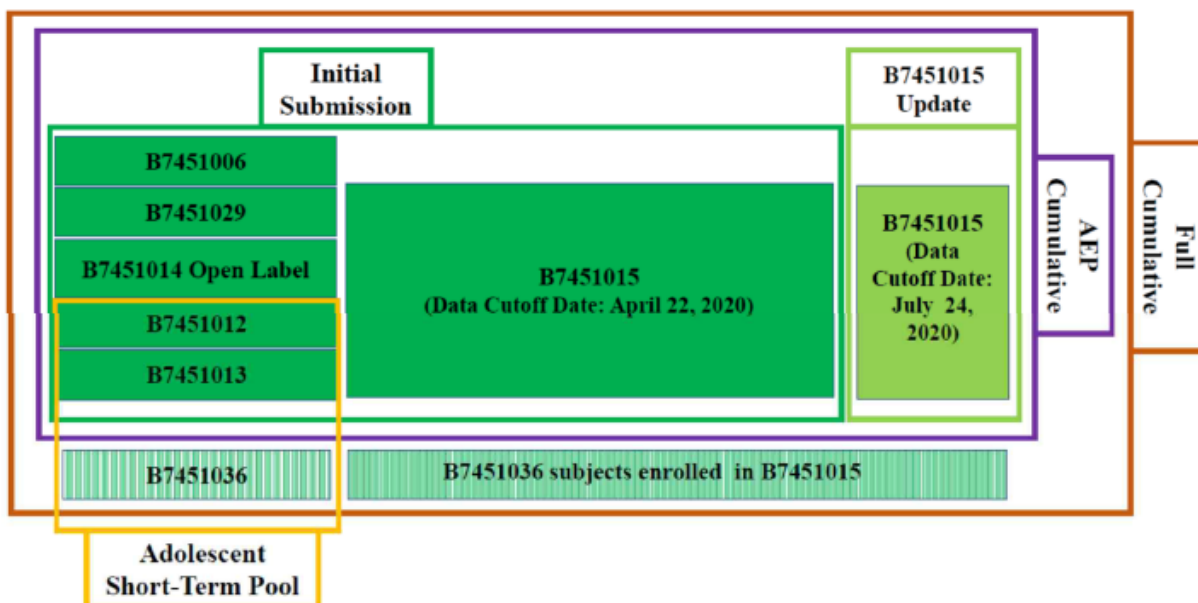 Initial
Submission
B7451015
Update
B7451006
B7451029
B7451014 Open Label
B7451012
B7451013
B7451015
(Data Cutoff Date: April 22, 2020)
B7451015
(Data
Cutoff Date:
July 24,
2020)
AEP
Cumulative
Full
Cumulative
B7451036
B7451036 subjects enrolled in B7451015
Adolescent
Short-Term Pool